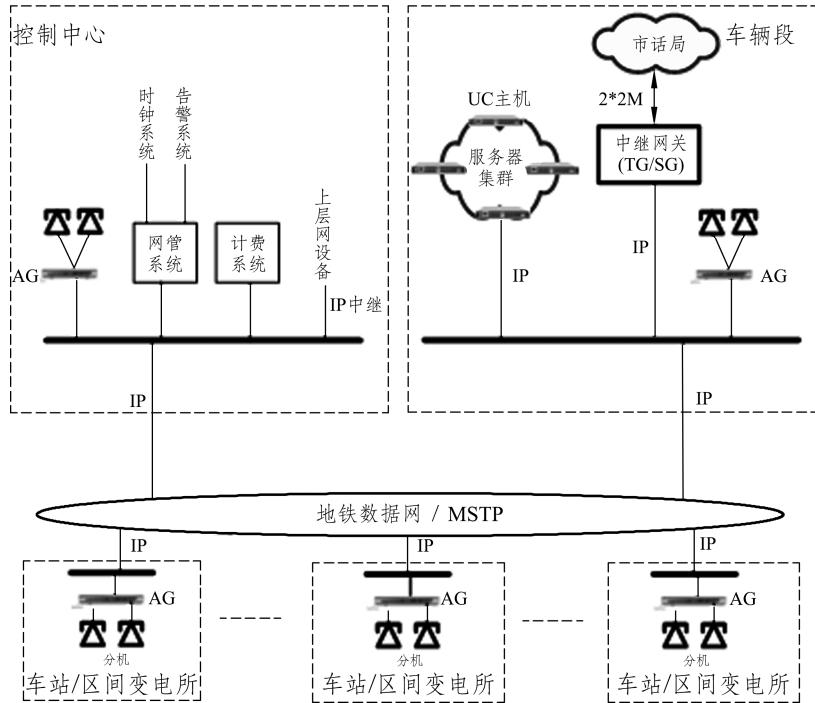 控制中心
时钟系统
告警系统
AG
网管
系统
计费
系统
上层网设备
IP中继
IP
市话局
车辆段
2*2M
UC主机
服务器
集群
中继网关
(TG/SG)
IP
IP
AG
IP
地铁数据网 / MSTP
IP
AG
分机
车站/区间变电所
IP
AG
分机
车站/区间变电所
IP
AG
分机
车站/区间变电所